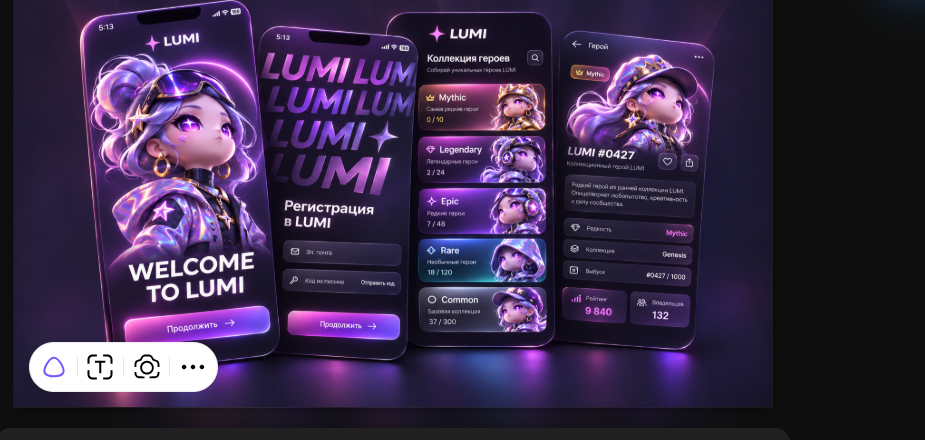 5:13
LUMI
WELCOME
TO LUMI
Продолжить
5:13
LUMI LUM
LUMI LUM
LUMI
LUMI
Регистрация
в LUMI
Эл. почта
Код из письма
Отправить код
Продолжить
LUMI
Коллекция героев
Собирай уникальных героев LUMI
Mythic
Самые редкие герои
0 / 10
Legendary
Легендарные герои
2 / 24
Epic
Редкие герои
7 / 48
Rare
Необычные герои
18 / 120
Common
Базовая коллекция
37 / 300
Герой
Mythic
LUMI #0427
Коллекционный герой LUMI
Редкий герой из ранней коллекции LUMI.
Олицетворяет любопытство, креативность
и силу сообщества.
Редкость
Mythic
Коллекция
Genesis
Выпуск
#0427 / 1000
Рейтинг
9 840
Владельцев
132